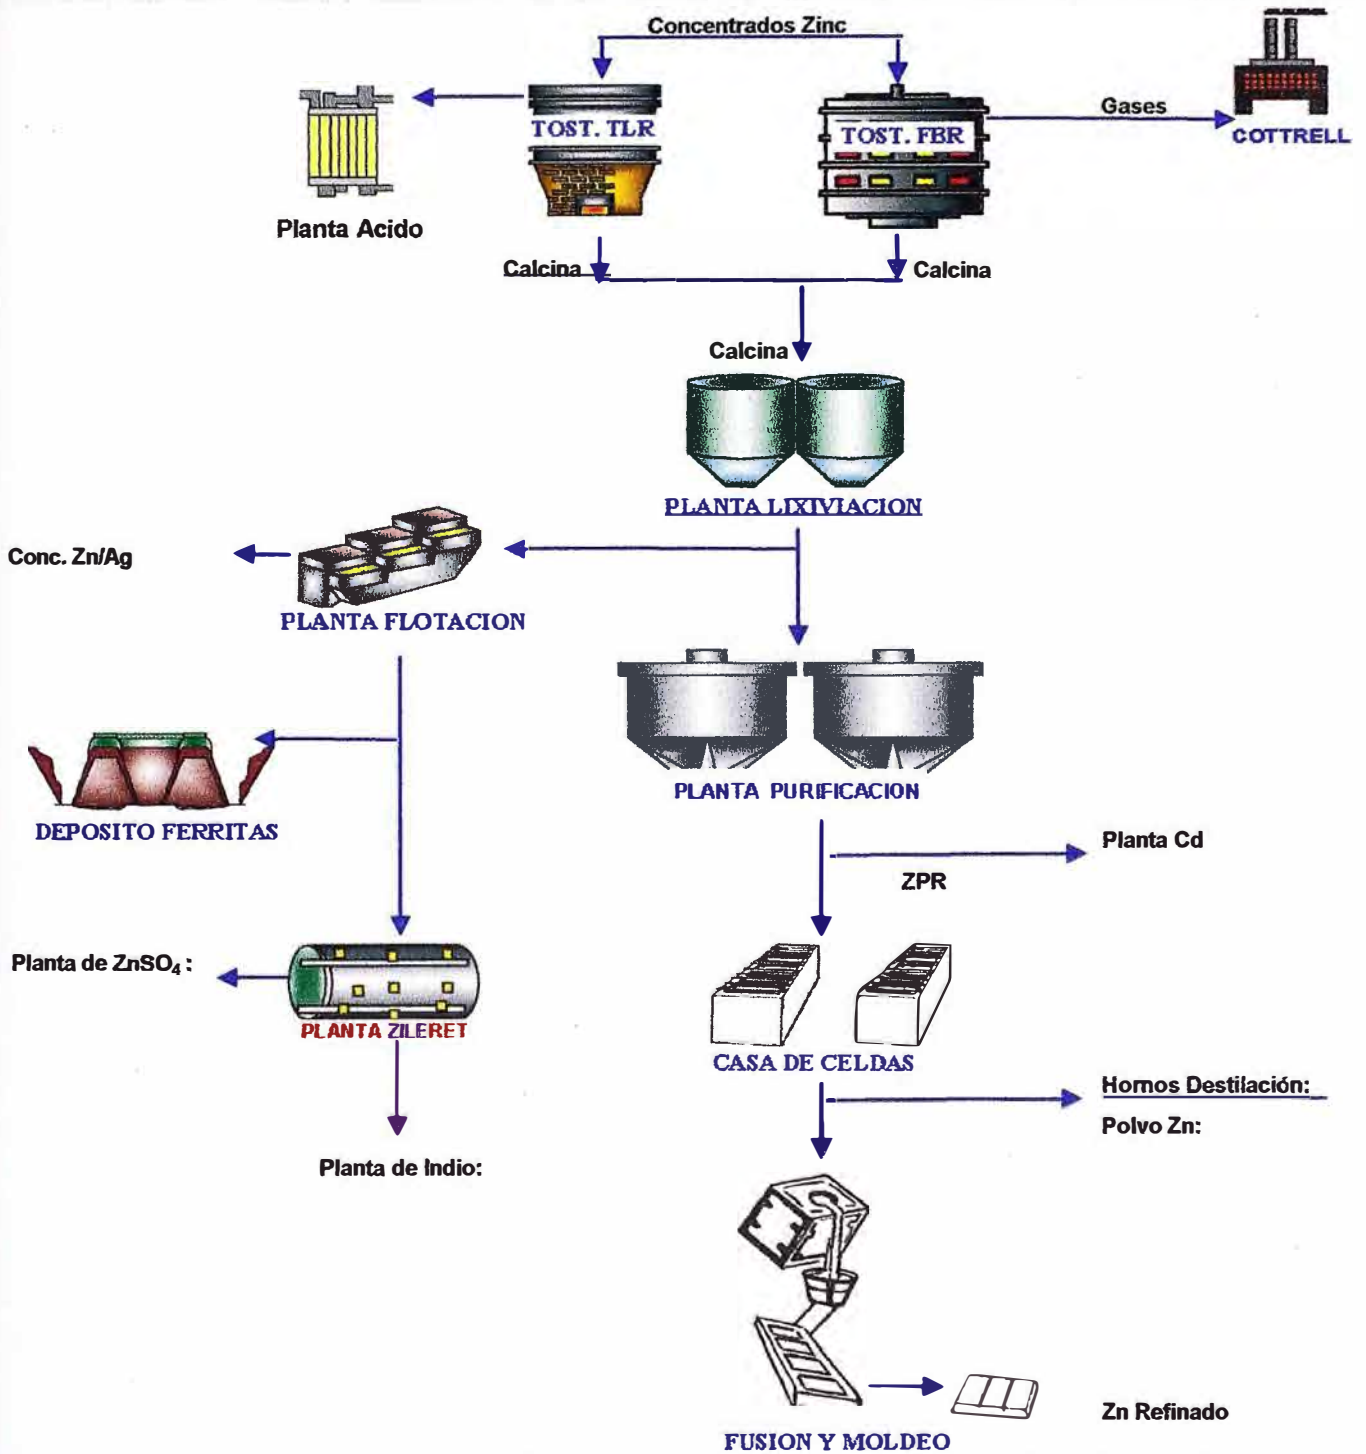 Concentrados Zinc
TOST. TLR
TOST. FBR
Gases
COTTRELL
Planta Acido
Calcina
Calcina
Calcina
PLANTA LIXIVIACION
Conc. Zn/Ag
PLANTA FLOTACION
PLANTA PURIFICACION
DEPOSITO FERRITAS
Planta Cd
ZPR
Planta de ZnSO₄ :
PLANTA ZILERET
CASA DE CELDAS
Hornos Destilación:
Polvo Zn:
Planta de Indio:
Zn Refinado
FUSION Y MOLDEO